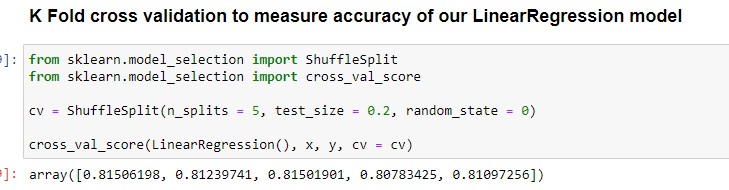 K Fold cross validation to measure accuracy of our LinearRegression model
]: from sklearn.model_selection import ShuffleSplit
from sklearn.model_selection import cross_val_score
cv = ShuffleSplit(n_splits = 5, test_size = 0.2, random_state = 0)
cross_val_score(LinearRegression(), x, y, cv = cv)
]: array([0.81506198, 0.81239741, 0.81501901, 0.80783425, 0.81097256])